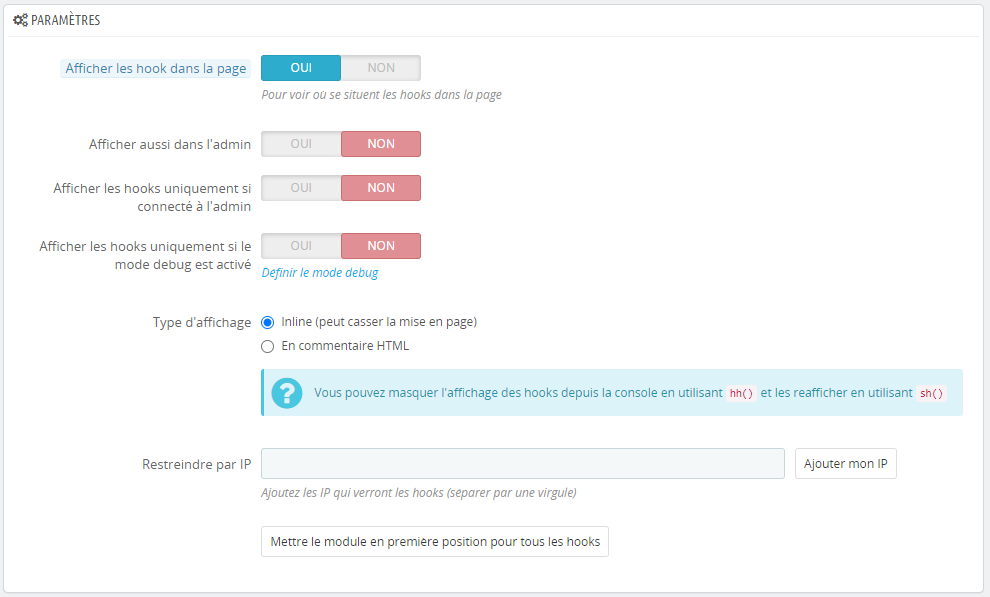 PARAMÈTRES
Afficher les hook dans la page
OUI NON
Pour voir où se situent les hooks dans la page
Afficher aussi dans l'admin
OUI NON
Afficher les hooks uniquement si
connecté à l'admin
OUI NON
Afficher les hooks uniquement si le
mode debug est activé
OUI NON
Définir le mode debug
Type d'affichage
Inline (peut casser la mise en page)
En commentaire HTML
Vous pouvez masquer l'affichage des hooks depuis la console en utilisant hh() et les reafficher en utilisant sh()
Restreindre par IP
Ajouter mon IP
Ajoutez les IP qui verront les hooks (séparer par une virgule)
Mettre le module en première position pour tous les hooks